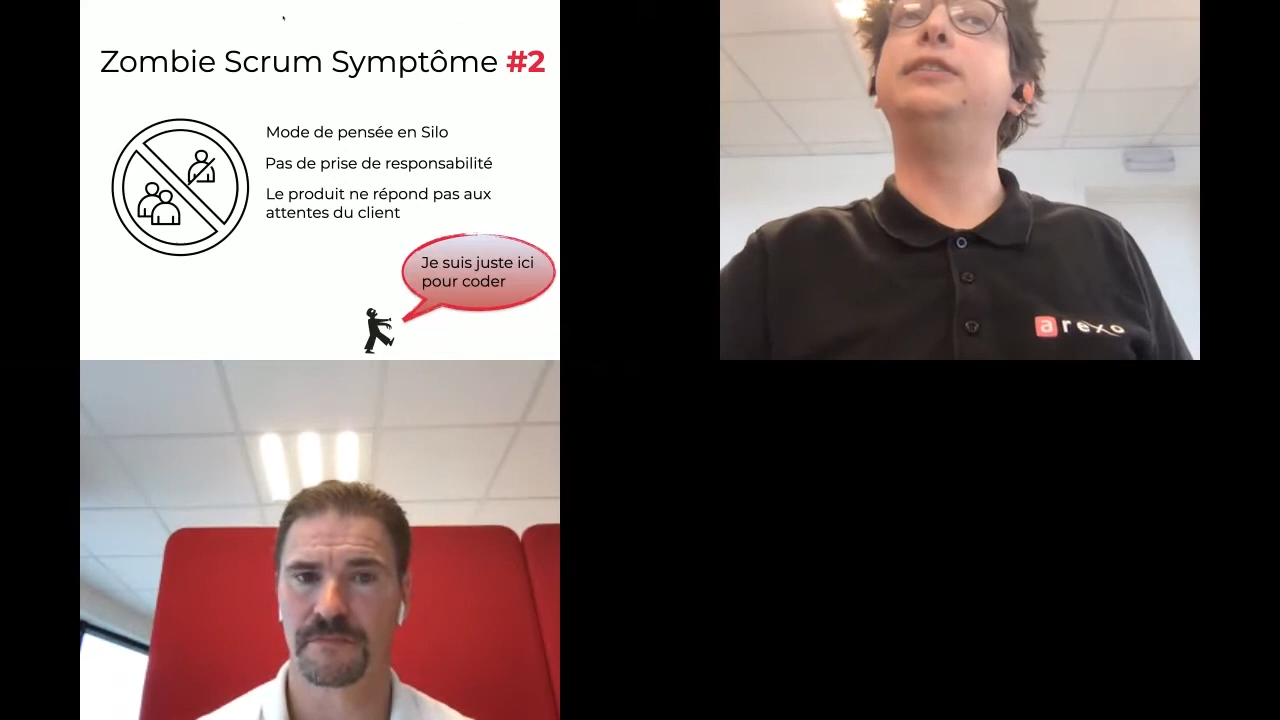 Zombie Scrum Symptôme #2
Mode de pensée en Silo
Pas de prise de responsabilité
Le produit ne répond pas aux
attentes du client
Je suis juste ici
pour coder
arexo